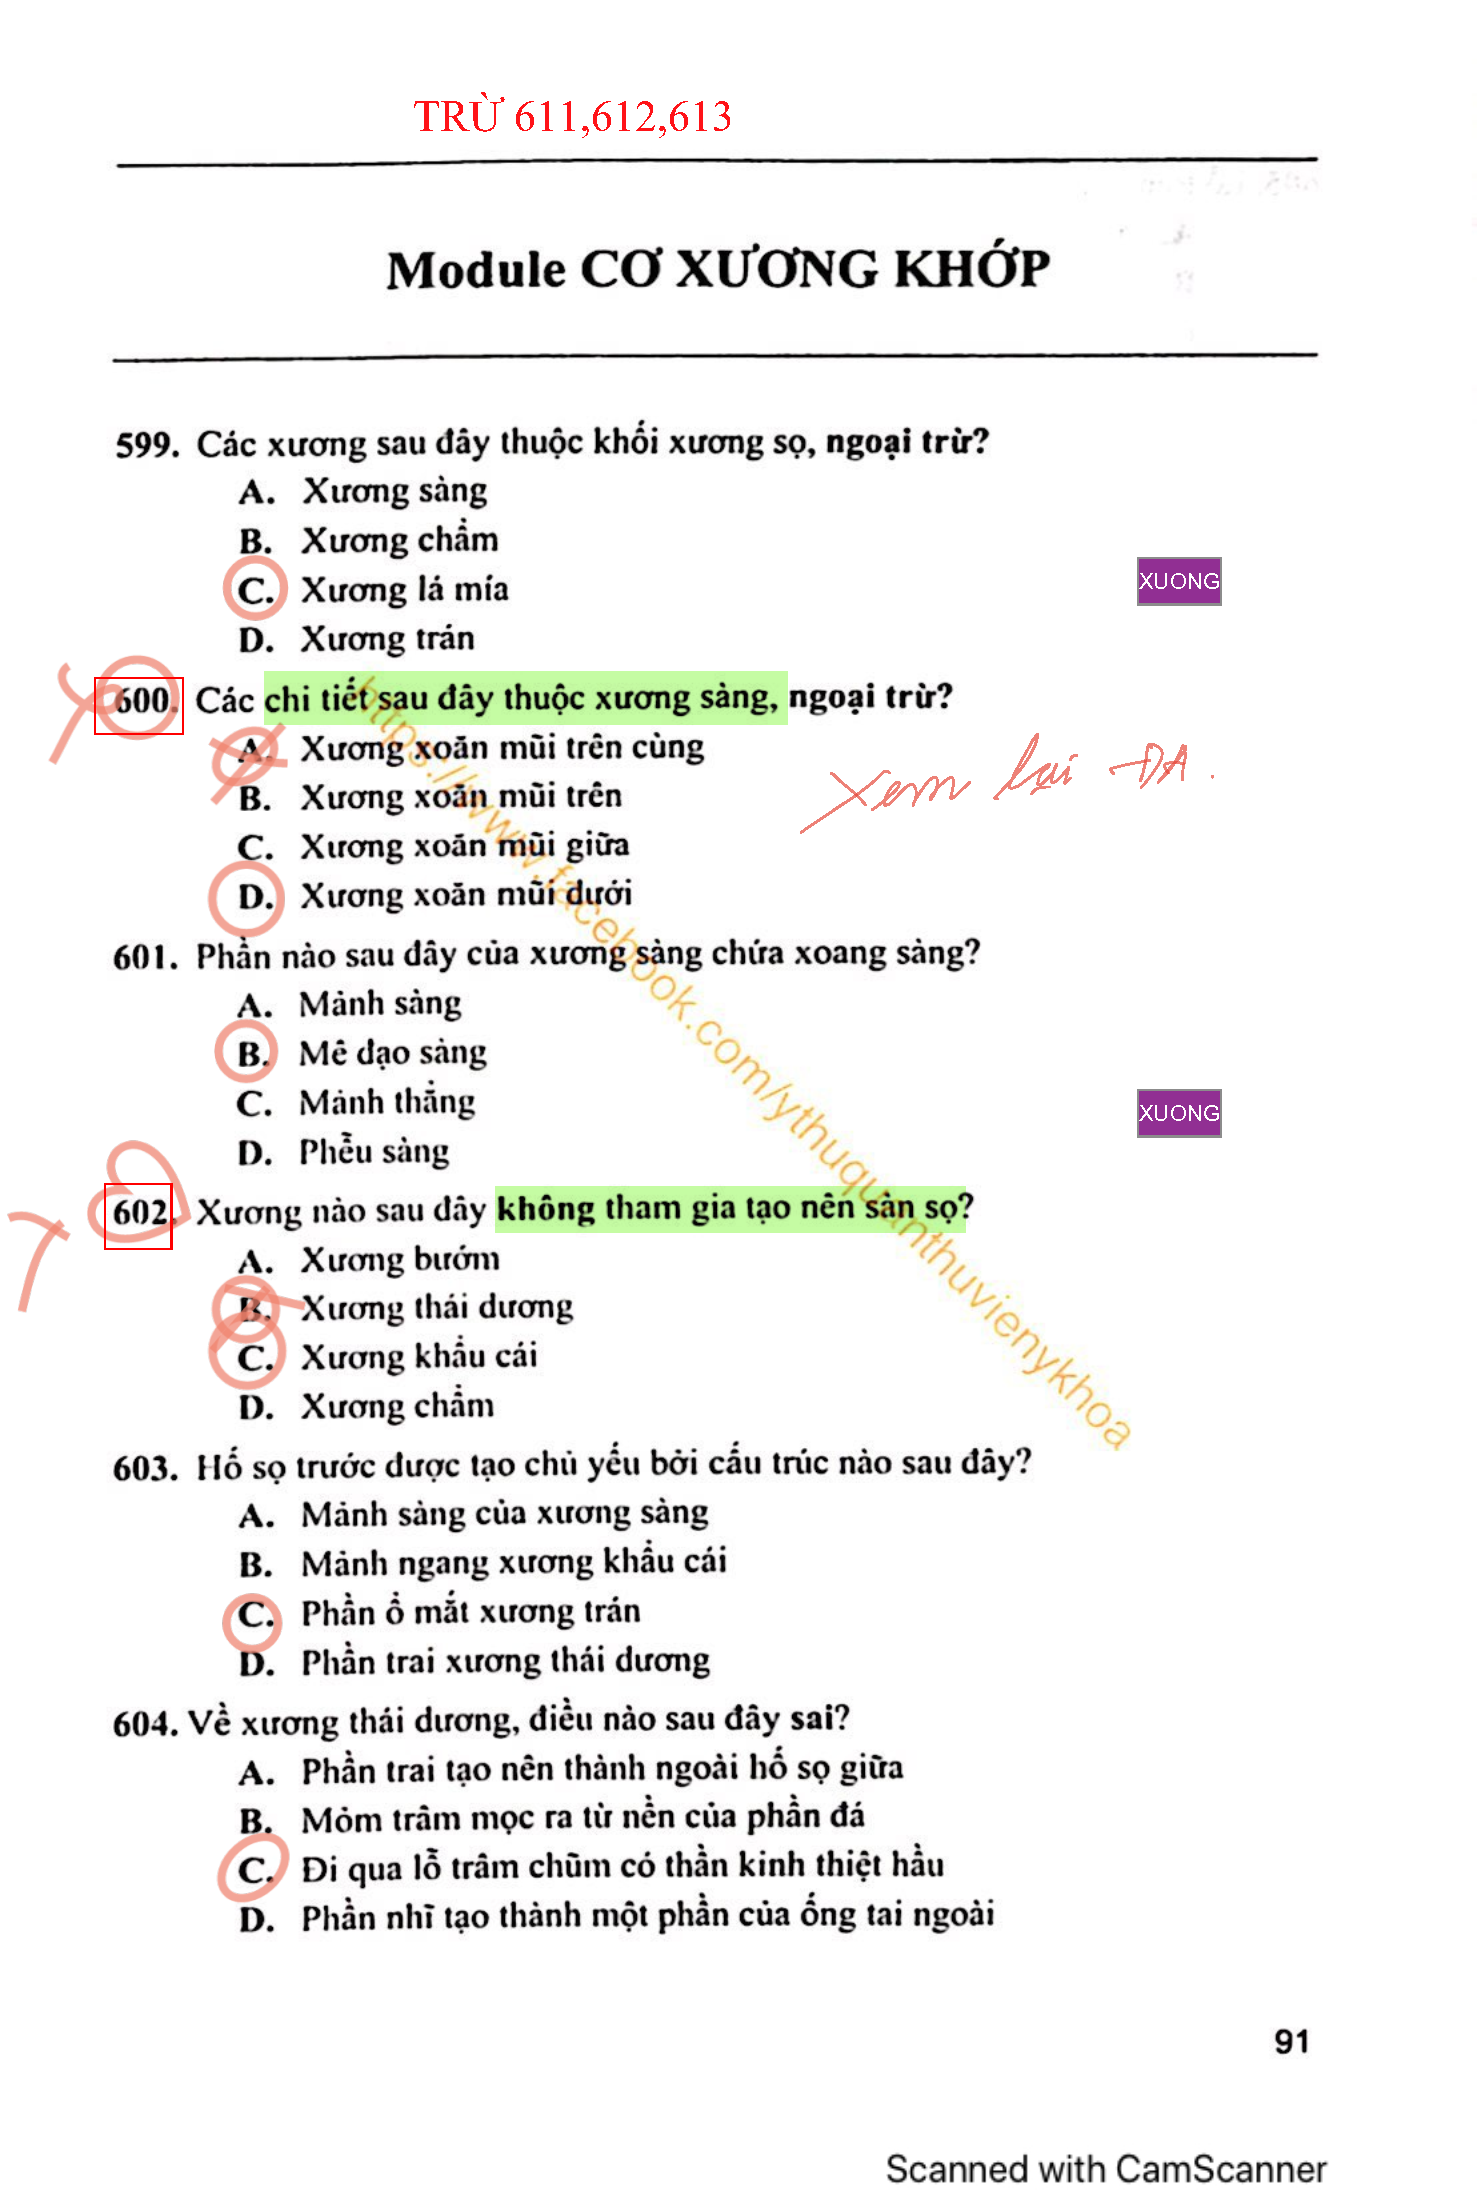 TRỪ 611,612,613
Module CƠ XƯƠNG KHỚP
599. Các xương sau đây thuộc khối xương sọ, ngoại trừ?
A. Xương sàng
B. Xương chẩm
C. Xương lá mía
XUONG
D. Xương trán
600. Các chi tiết sau đây thuộc xương sàng, ngoại trừ?
A. Xương xoăn mũi trên cùng
Xem lại ĐA.
B. Xương xoăn mũi trên
C. Xương xoăn mũi giữa
D. Xương xoăn mũi dưới
601. Phần nào sau đây của xương sàng chứa xoang sàng?
A. Mảnh sàng
B. Mê đạo sàng
C. Mảnh thẳng
XUONG
D. Phễu sàng
602. Xương nào sau đây không tham gia tạo nên sàn sọ?
A. Xương bướm
B. Xương thái dương
C. Xương khẩu cái
D. Xương chẩm
603. Hố sọ trước được tạo chủ yếu bởi cấu trúc nào sau đây?
A. Mảnh sàng của xương sàng
B. Mảnh ngang xương khẩu cái
C. Phần ổ mắt xương trán
D. Phần trai xương thái dương
604. Về xương thái dương, điều nào sau đây sai?
A. Phần trai tạo nên thành ngoài hố sọ giữa
B. Mỏm trâm mọc ra từ nền của phần đá
C. Đi qua lỗ trâm chũm có thần kinh thiệt hầu
D. Phần nhĩ tạo thành một phần của ống tai ngoài
https://www.facebook.com/ythuquanthuvienykhoa
91
Scanned with CamScanner